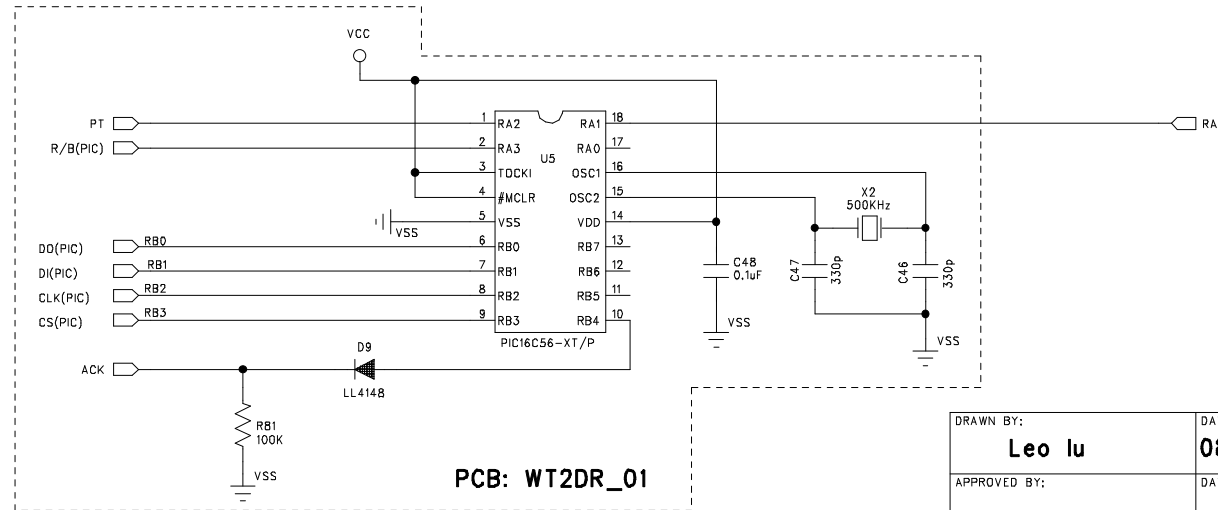 VCC
PT
R/B(PIC)
DO(PIC)
DI(PIC)
CLK(PIC)
CS(PIC)
ACK
RB0
RB1
RB2
RB3
1 RA2
2 RA3
3 TOCKI
4 #MCLR
5 VSS
6 RB0
7 RB1
8 RB2
9 RB3
U5
RA1 18
RA0 17
OSC1 16
OSC2 15
VDD 14
RB7 13
RB6 12
RB5 11
RB4 10
PIC16C56-XT/P
VSS
RA
X2
500KHz
C48
0.1uF
C47
330p
C46
330p
VSS
VSS
D9
LL4148
RB1
100K
VSS
PCB: WT2DR_01
DRAWN BY:
Leo lu
DA
APPROVED BY:
DA